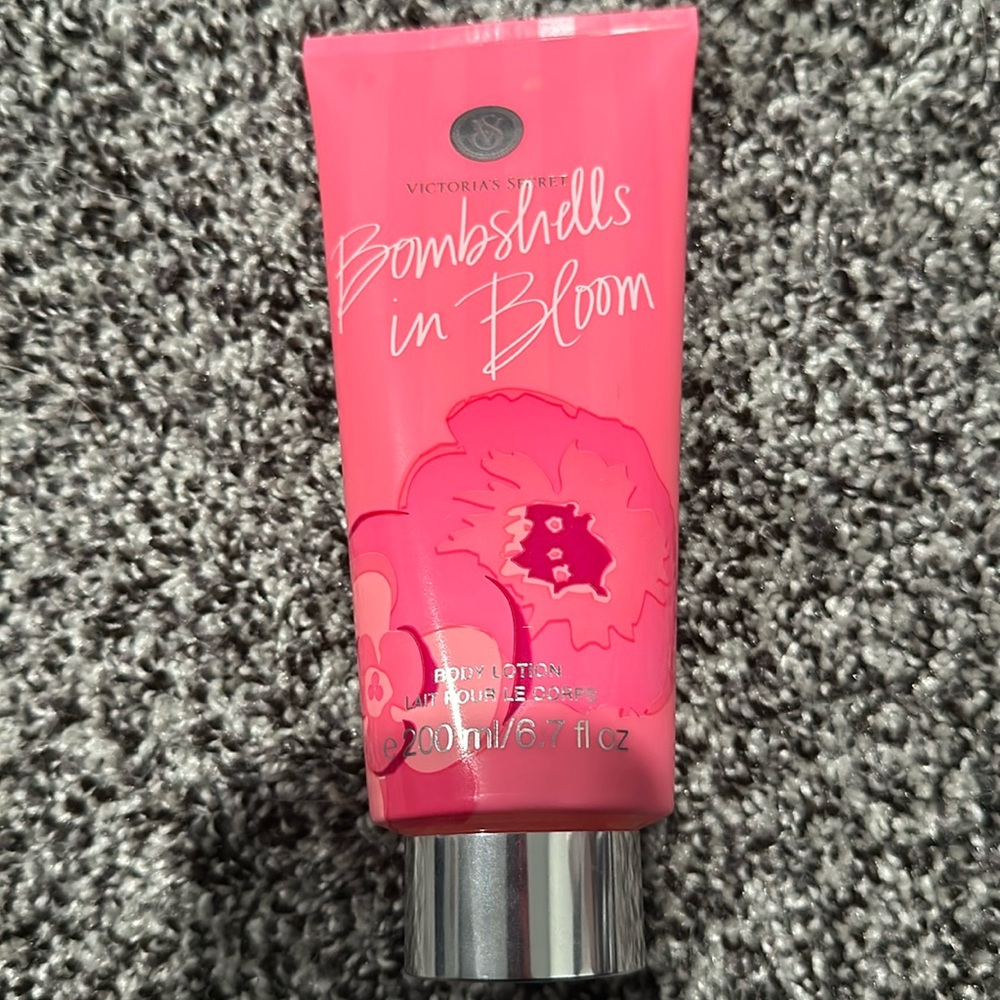 VICTORIA'S SECRET
Bombshells
in Bloom
BODY LOTION
LAIT POUR LE CORPS
e 200 ml/6.7 fl oz